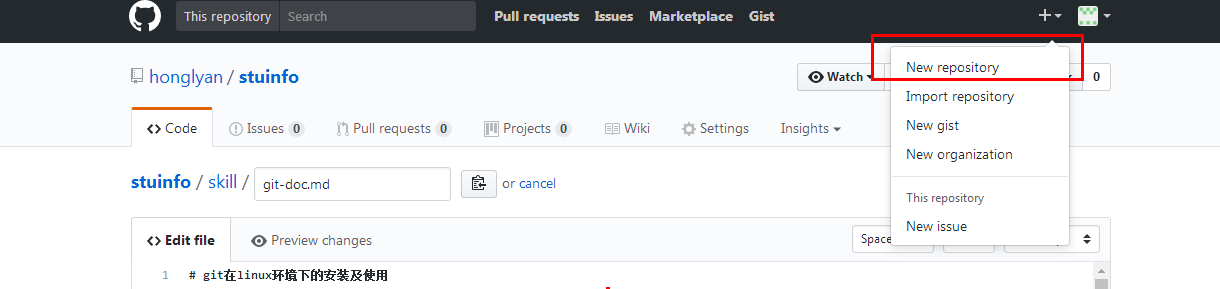 This repository Search Pull requests Issues Marketplace Gist
honglyan / stuinfo
Watch 0
New repository
Import repository
New gist
New organization
This repository
New issue
Code Issues 0 Pull requests 0 Projects 0 Wiki Settings Insights
stuinfo / skill / git-doc.md or cancel
Edit file Preview changes
1 # git在linux环境下的安装及使用